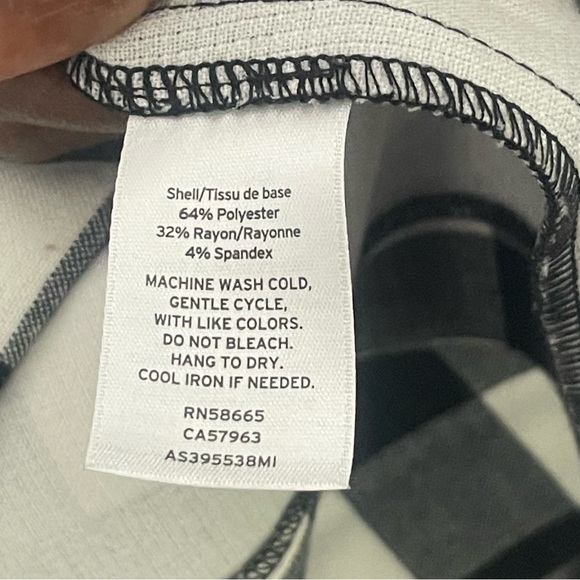 Shell/Tissu de base
64% Polyester
32% Rayon/Rayonne
4% Spandex
MACHINE WASH COLD,
GENTLE CYCLE,
WITH LIKE COLORS.
DO NOT BLEACH.
HANG TO DRY.
COOL IRON IF NEEDED.
RN58665
CA57963
AS395538MI